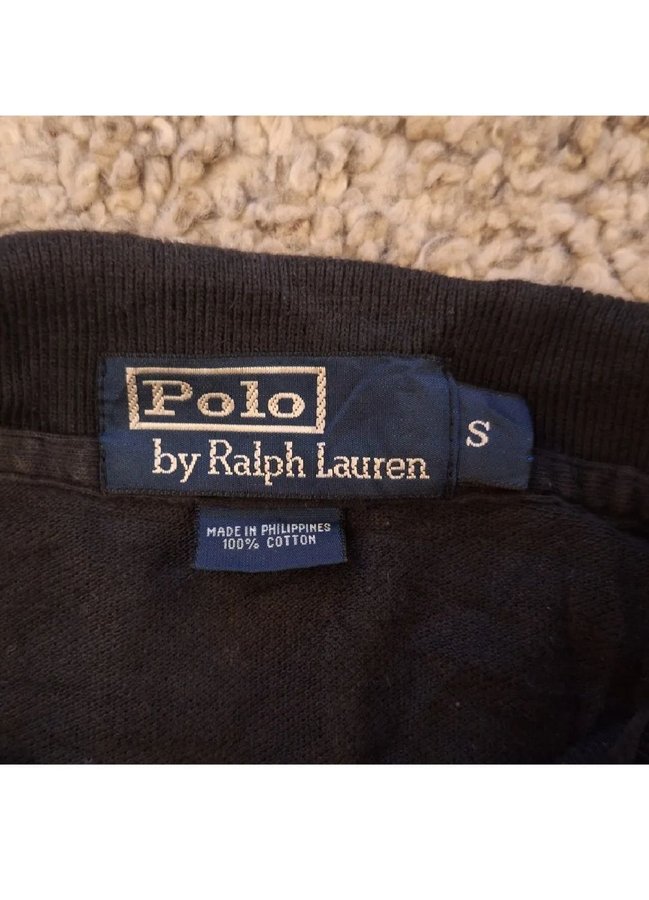 Polo
by Ralph Lauren
S
MADE IN PHILIPPINES
100% COTTON